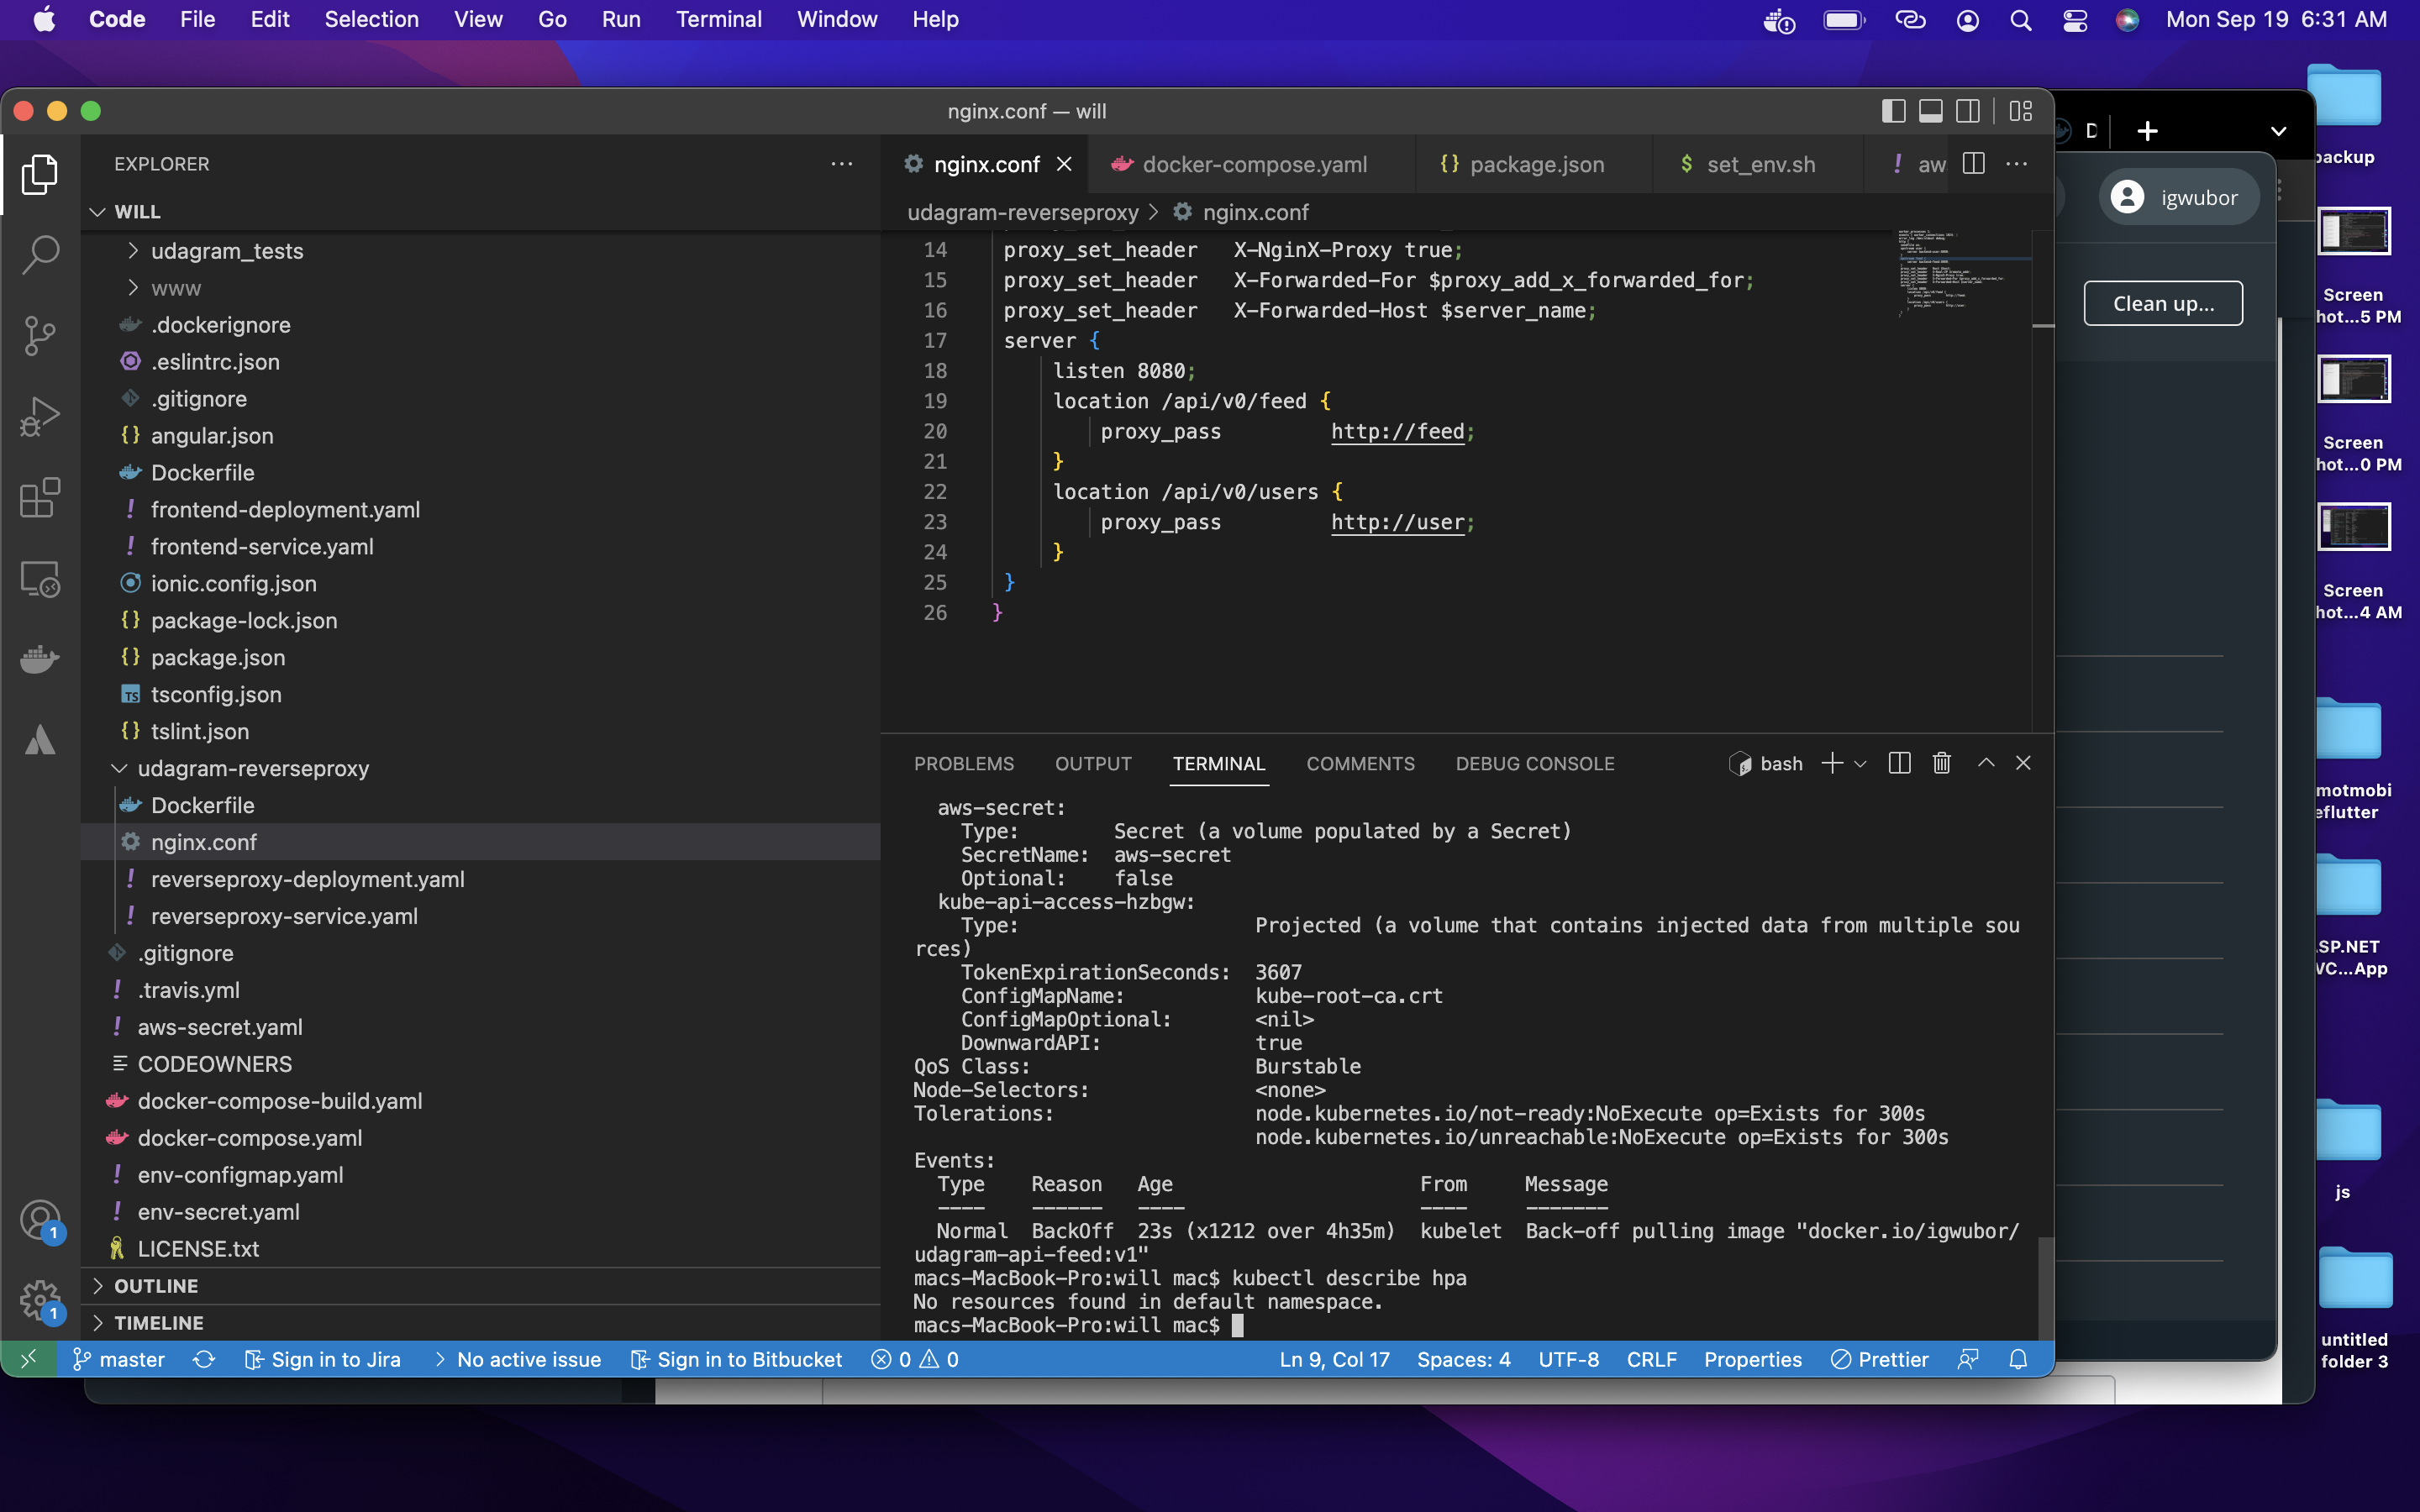 Code File Edit Selection View Go Run Terminal Window Help Mon Sep 19 6:31 AM
nginx.conf — will
EXPLORER
WILL
udagram_tests
www
.dockerignore
.eslintrc.json
.gitignore
angular.json
Dockerfile
frontend-deployment.yaml
frontend-service.yaml
ionic.config.json
package-lock.json
package.json
tsconfig.json
tslint.json
udagram-reverseproxy
Dockerfile
nginx.conf
reverseproxy-deployment.yaml
reverseproxy-service.yaml
.gitignore
.travis.yml
aws-secret.yaml
CODEOWNERS
docker-compose-build.yaml
docker-compose.yaml
env-configmap.yaml
env-secret.yaml
LICENSE.txt
OUTLINE
TIMELINE
nginx.conf docker-compose.yaml package.json $ set_env.sh ! aw
udagram-reverseproxy > nginx.conf
14 proxy_set_header X-NginX-Proxy true;
15 proxy_set_header X-Forwarded-For $proxy_add_x_forwarded_for;
16 proxy_set_header X-Forwarded-Host $server_name;
17 server {
18 listen 8080;
19 location /api/v0/feed {
20 proxy_pass http://feed;
21 }
22 location /api/v0/users {
23 proxy_pass http://user;
24 }
25 }
26 }
PROBLEMS OUTPUT TERMINAL COMMENTS DEBUG CONSOLE bash
aws-secret:
Type: Secret (a volume populated by a Secret)
SecretName: aws-secret
Optional: false
kube-api-access-hzbgw:
Type: Projected (a volume that contains injected data from multiple sou
rces)
TokenExpirationSeconds: 3607
ConfigMapName: kube-root-ca.crt
ConfigMapOptional: <nil>
DownwardAPI: true
QoS Class: Burstable
Node-Selectors: <none>
Tolerations: node.kubernetes.io/not-ready:NoExecute op=Exists for 300s
node.kubernetes.io/unreachable:NoExecute op=Exists for 300s
Events:
Type Reason Age From Message
---- ------ ---- ---- -------
Normal BackOff 23s (x1212 over 4h35m) kubelet Back-off pulling image "docker.io/igwubor/
udagram-api-feed:v1"
macs-MacBook-Pro:will mac$ kubectl describe hpa
No resources found in default namespace.
macs-MacBook-Pro:will mac$
1
1
master Sign in to Jira No active issue Sign in to Bitbucket 0 0 Ln 9, Col 17 Spaces: 4 UTF-8 CRLF Properties Prettier
D
igwubor
Clean up...
backup
Screen
hot...5 PM
Screen
hot...0 PM
Screen
hot...4 AM
motmobi
eflutter
SP.NET
VC...App
js
untitled
folder 3